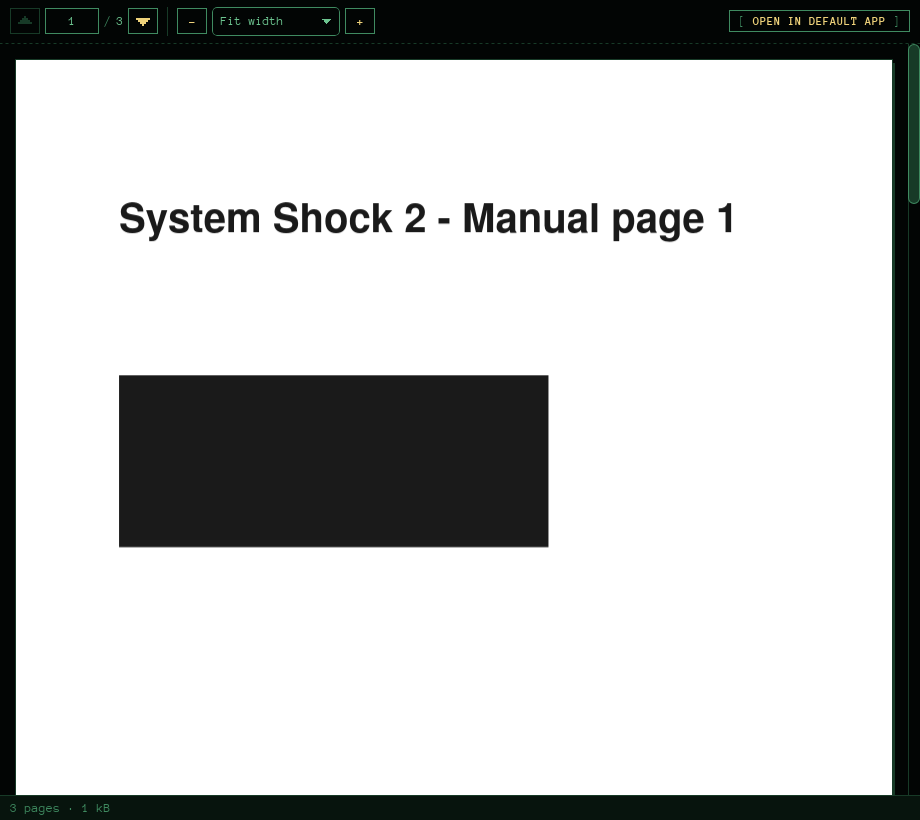 1 / 3 – Fit width + [ OPEN IN DEFAULT APP ]
System Shock 2 - Manual page 1
3 pages · 1 kB